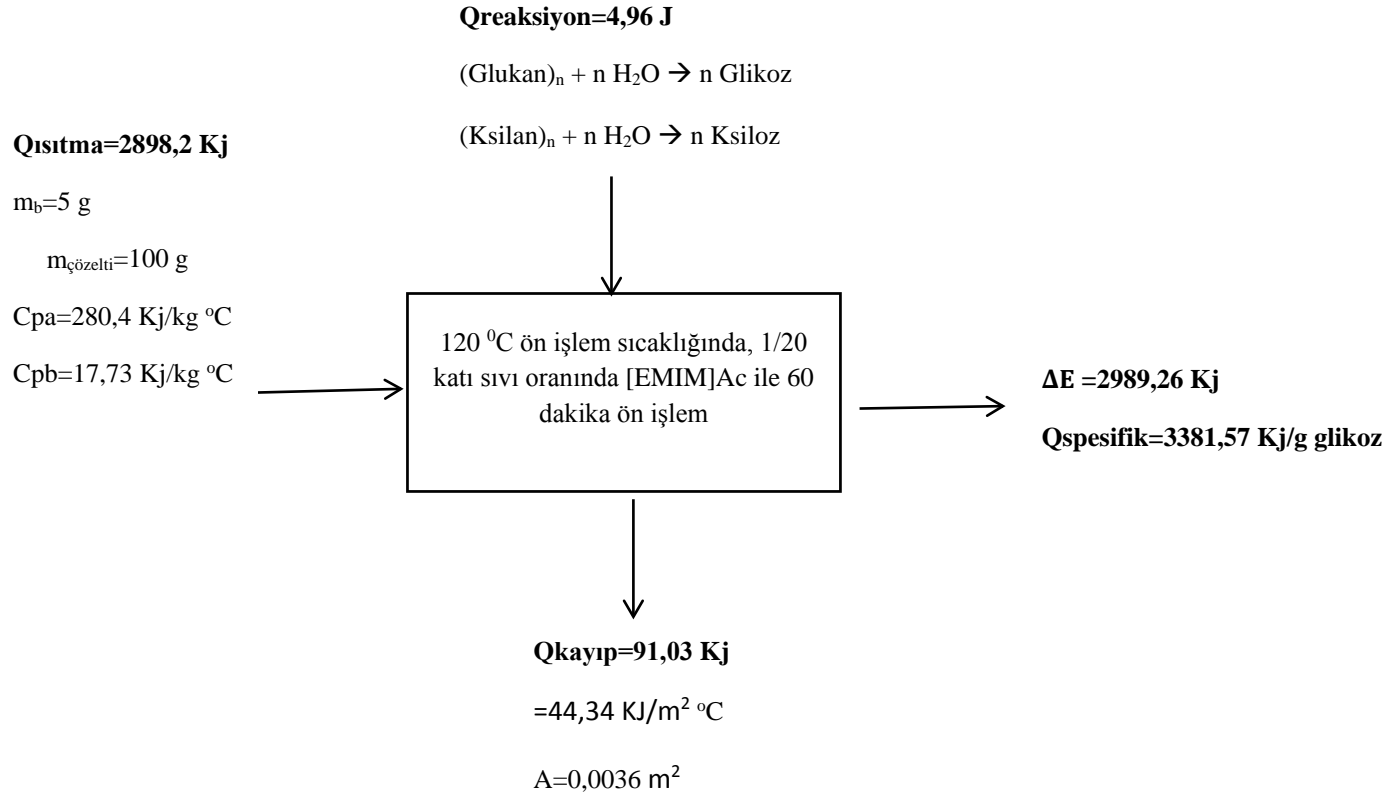 Qreaksiyon=4,96 J
(Glukan)ₙ + n H₂O → n Glikoz
(Ksilan)ₙ + n H₂O → n Ksiloz
Qısıtma=2898,2 Kj
m_b=5 g
m_çözelti=100 g
Cpa=280,4 Kj/kg °C
Cpb=17,73 Kj/kg °C
120 ⁰C ön işlem sıcaklığında, 1/20
katı sıvı oranında [EMIM]Ac ile 60
dakika ön işlem
ΔE =2989,26 Kj
Qspesifik=3381,57 Kj/g glikoz
Qkayıp=91,03 Kj
=44,34 KJ/m² °C
A=0,0036 m²